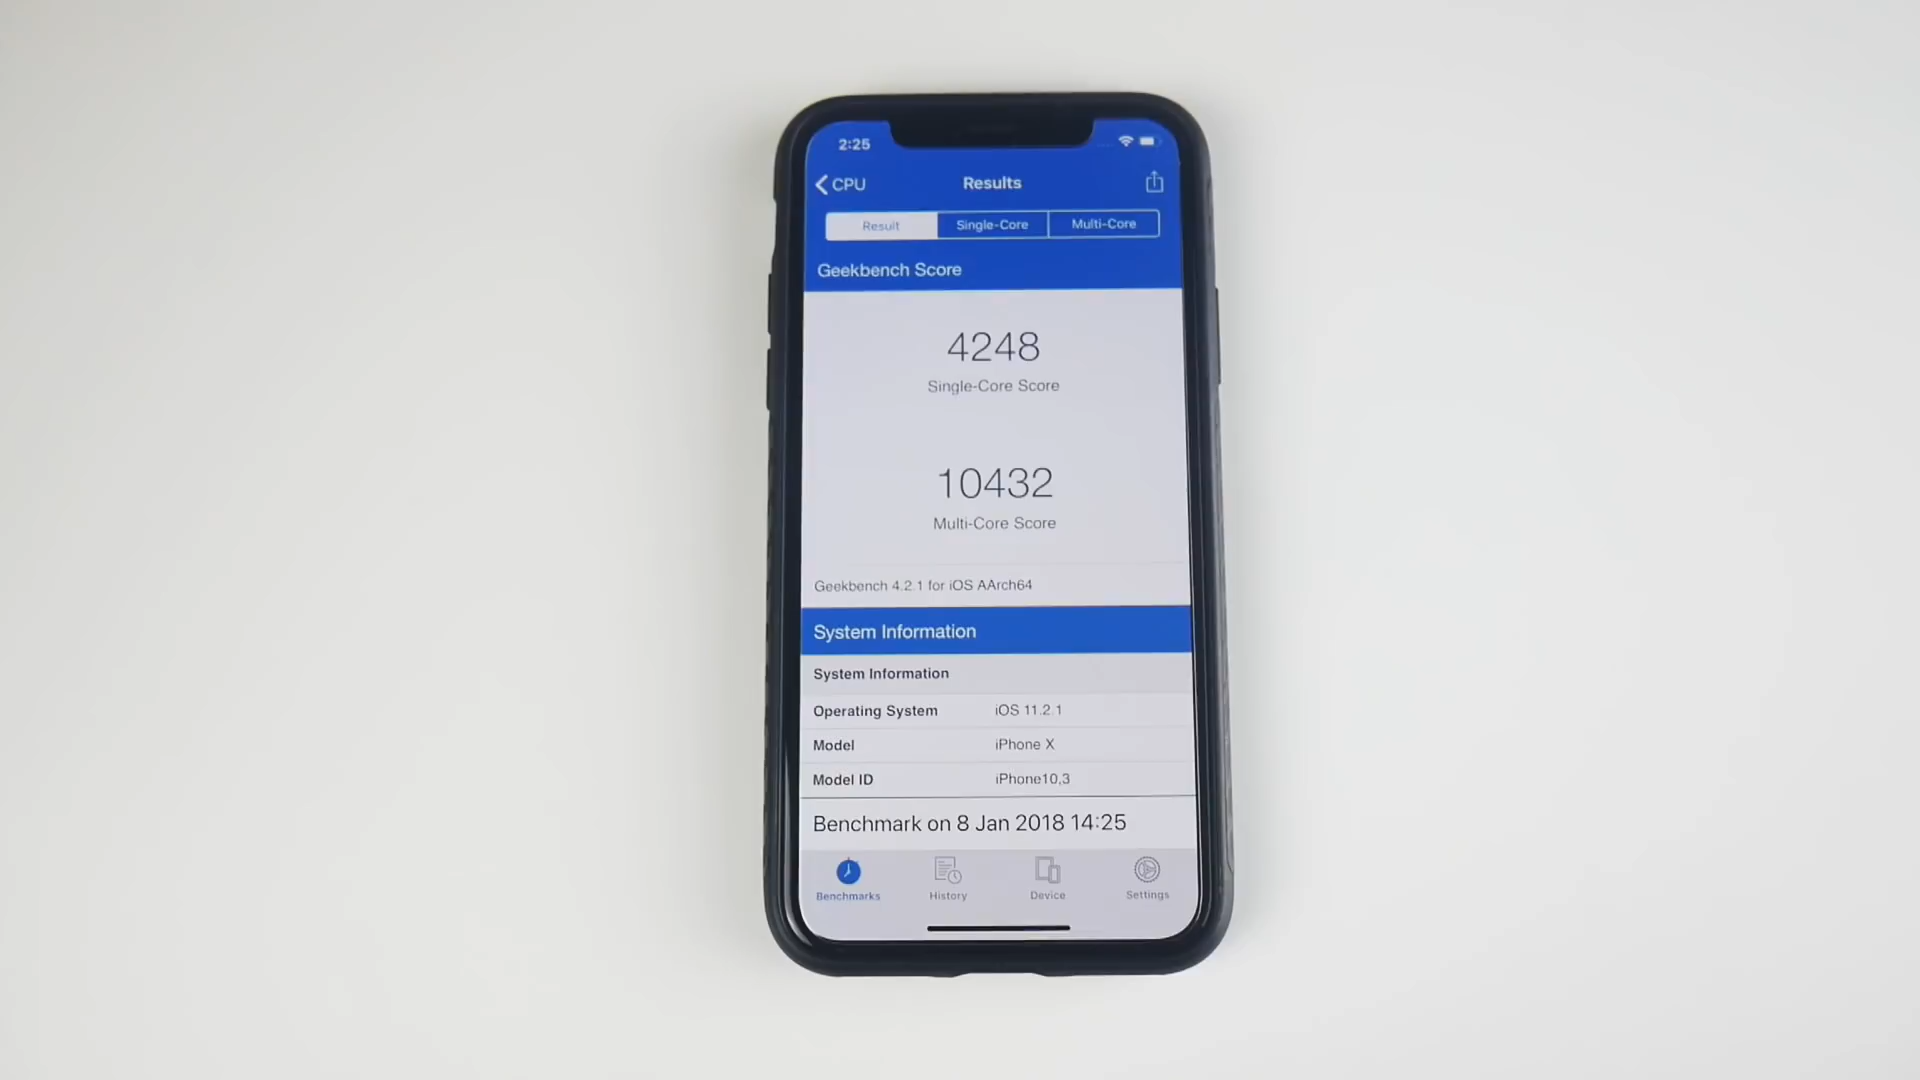 2:25
CPU Results
Result Single-Core Multi-Core
Geekbench Score
4248
Single-Core Score
10432
Multi-Core Score
Geekbench 4.2.1 for iOS AArch64
System Information
System Information
Operating System iOS 11.2.1
Model iPhone X
Model ID iPhone10,3
Benchmark on 8 Jan 2018 14:25
Benchmarks History Device Settings